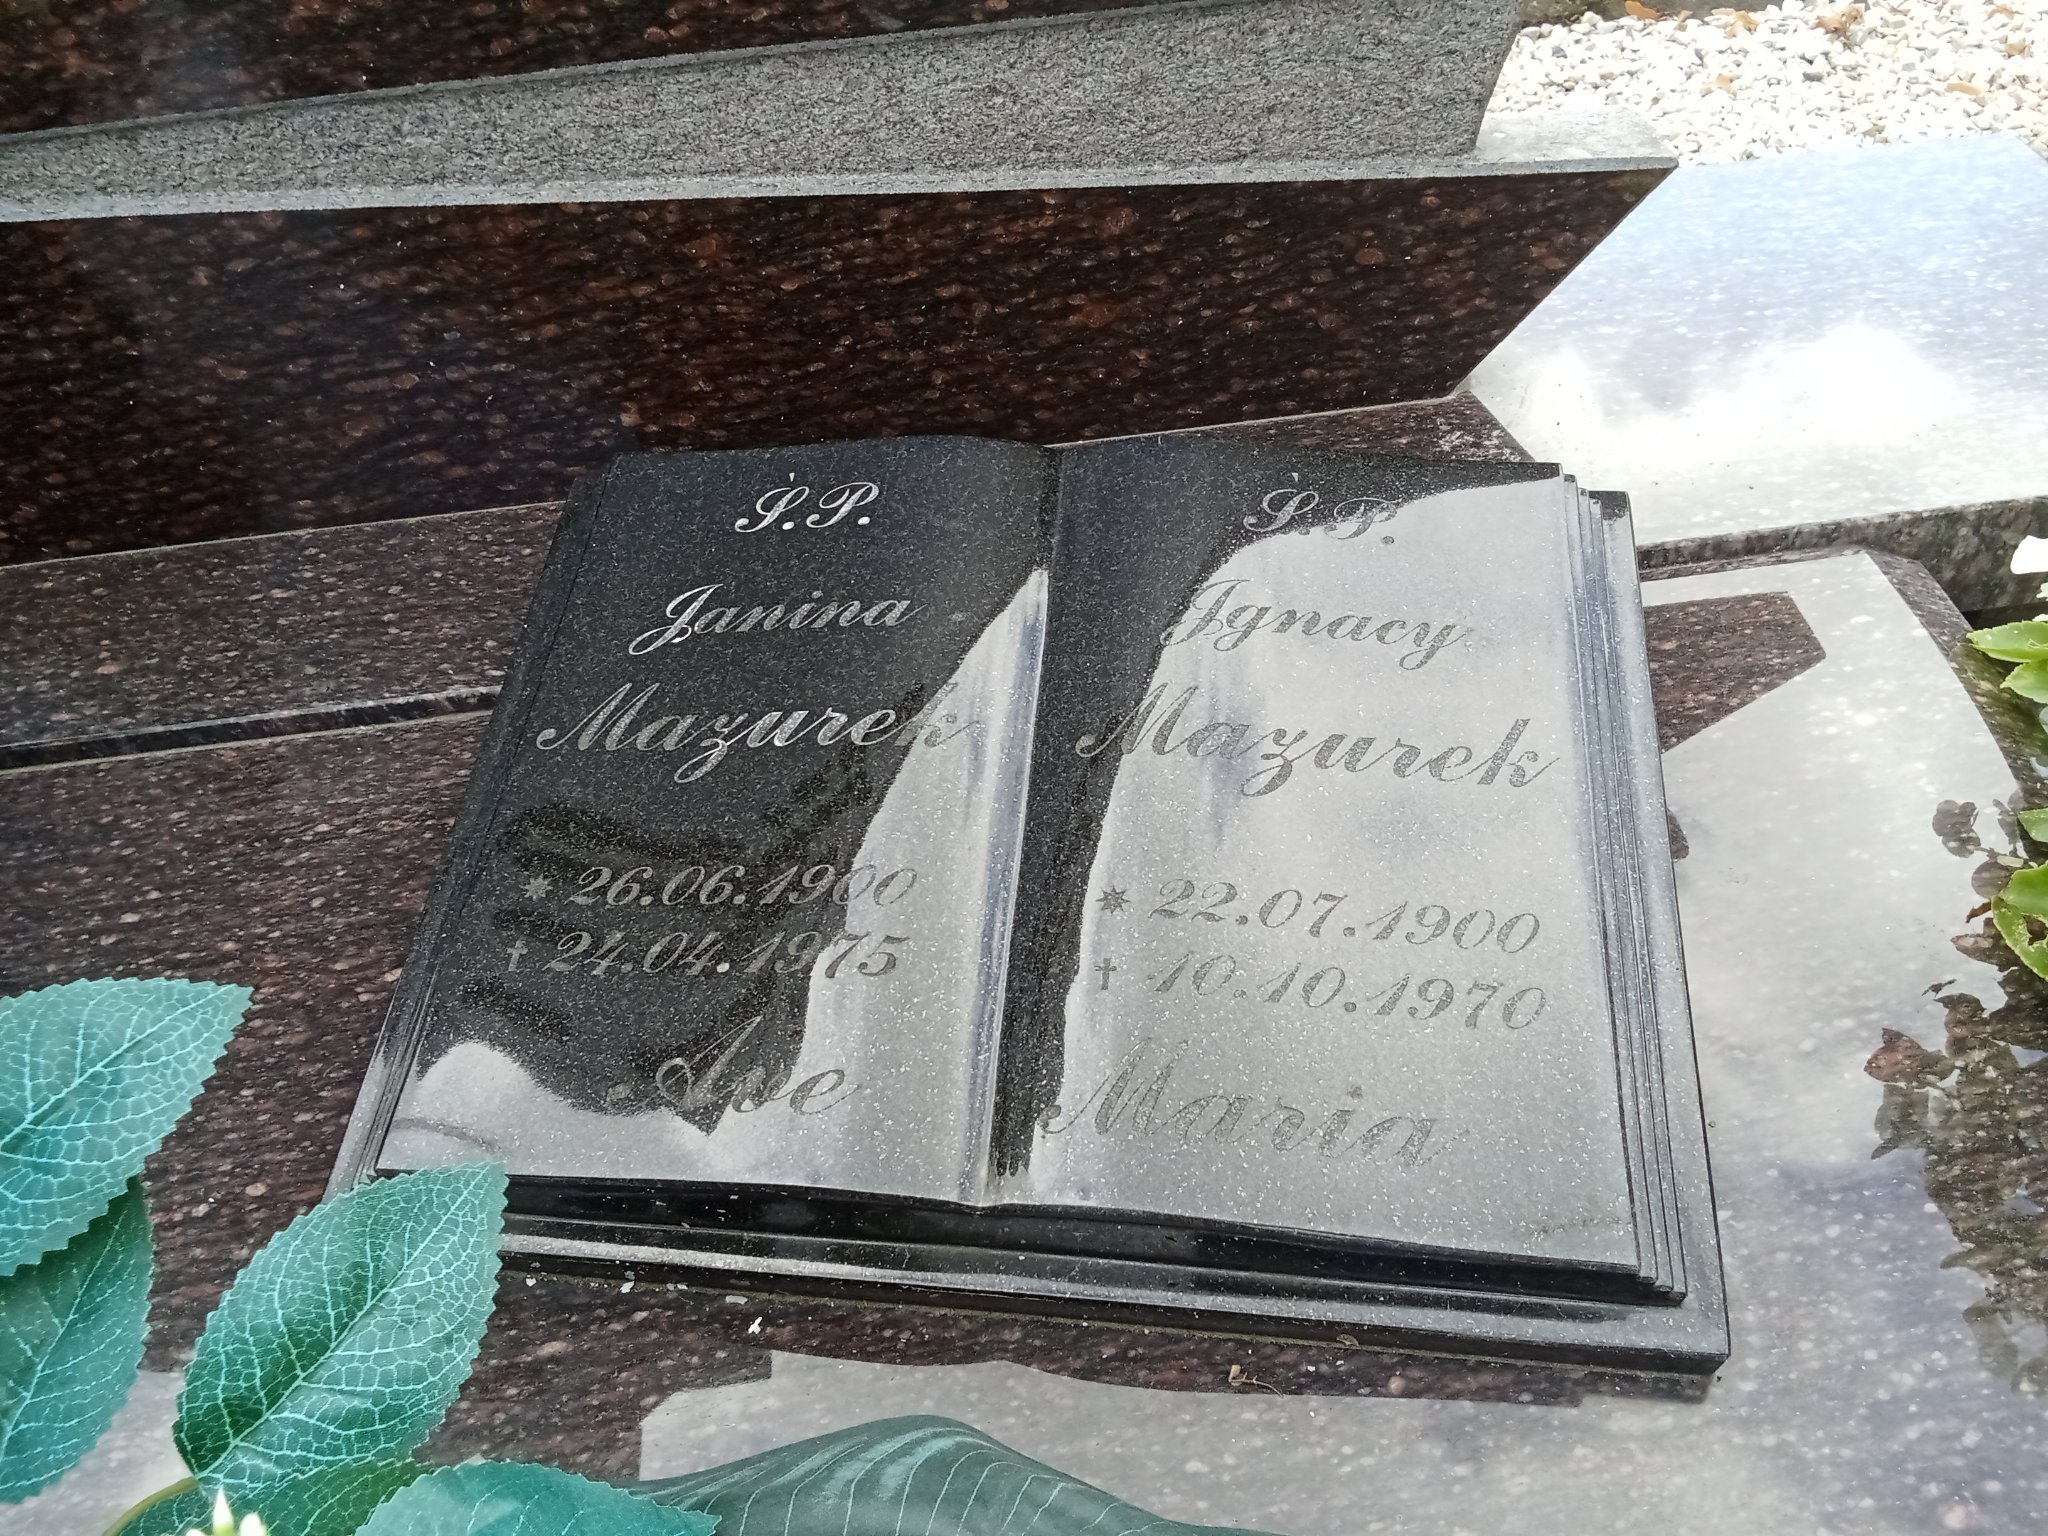 Ś.P.
Janina
Mazurek
* 26.06.1900
† 24.04.1975
Ave
Ś.P.
Ignacy
Mazurek
* 22.07.1900
† 10.10.1970
Maria